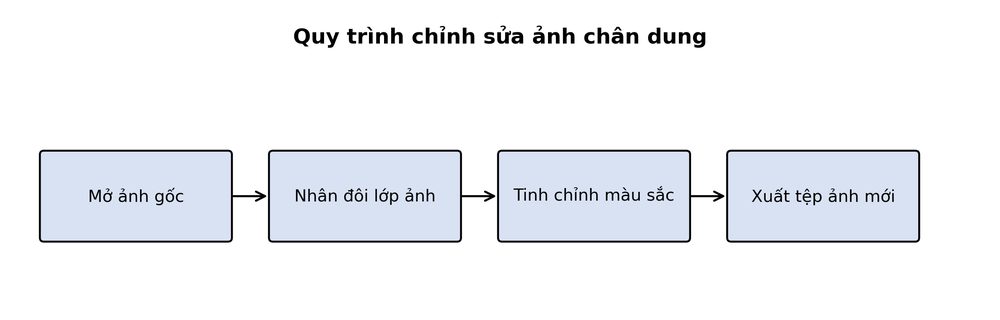 Quy trình chỉnh sửa ảnh chân dung
Mở ảnh gốc
Nhân đôi lớp ảnh
Tinh chỉnh màu sắc
Xuất tệp ảnh mới